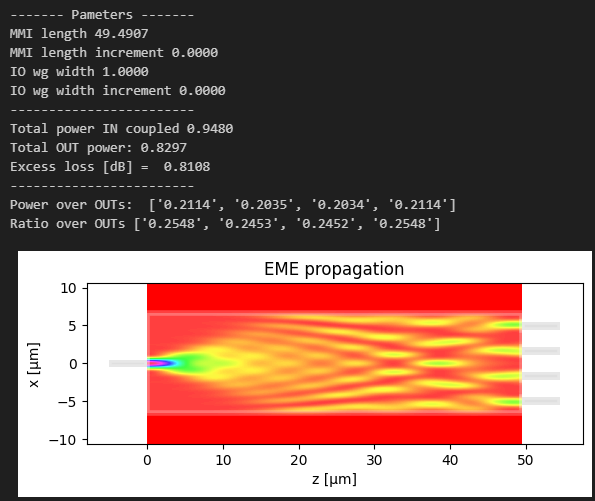 ------- Pameters -------
MMI length 49.4907
MMI length increment 0.0000
IO wg width 1.0000
IO wg width increment 0.0000
------------------------
Total power IN coupled 0.9480
Total OUT power: 0.8297
Excess loss [dB] =  0.8108
------------------------
Power over OUTs:  ['0.2114', '0.2035', '0.2034', '0.2114']
Ratio over OUTs ['0.2548', '0.2453', '0.2452', '0.2548']
EME propagation
10
5
0
−5
−10
x [µm]
0 10 20 30 40 50
z [µm]